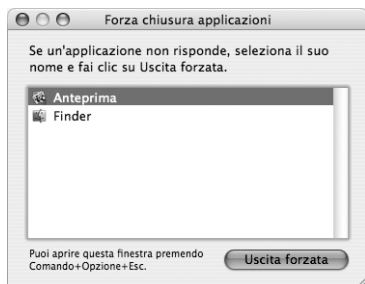 Forza chiusura applicazioni
Se un'applicazione non risponde, seleziona il suo
nome e fai clic su Uscita forzata.
Anteprima
Finder
Puoi aprire questa finestra premendo
Comando+Opzione+Esc.
Uscita forzata